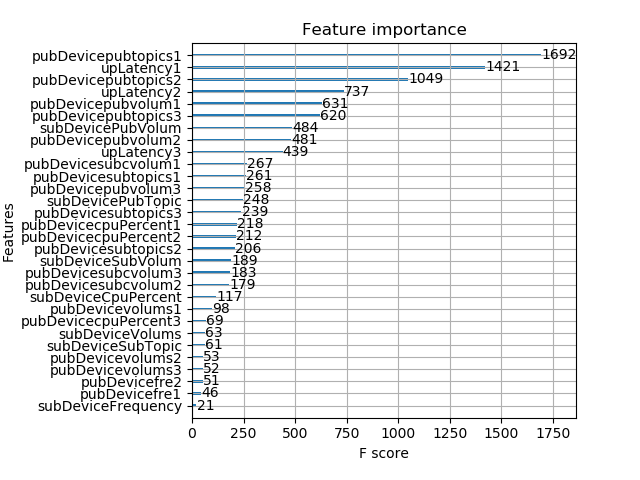 Feature importance
pubDevicepubtopics1 1692
upLatency1 1421
pubDevicepubtopics2 1049
upLatency2 737
pubDevicepubvolum1 631
pubDevicepubtopics3 620
subDevicePubVolum 484
pubDevicepubvolum2 481
upLatency3 439
pubDevicesubcvolum1 267
pubDevicesubtopics1 261
pubDevicepubvolum3 258
subDevicePubTopic 248
pubDevicesubtopics3 239
pubDevicecpuPercent1 218
pubDevicecpuPercent2 212
pubDevicesubtopics2 206
subDeviceSubVolum 189
pubDevicesubcvolum3 183
pubDevicesubcvolum2 179
subDeviceCpuPercent 117
pubDevicevolums1 98
pubDevicecpuPercent3 69
subDeviceVolums 63
subDeviceSubTopic 61
pubDevicevolums2 53
pubDevicevolums3 52
pubDevicefre2 51
pubDevicefre1 46
subDeviceFrequency 21
Features
0 250 500 750 1000 1250 1500 1750
F score